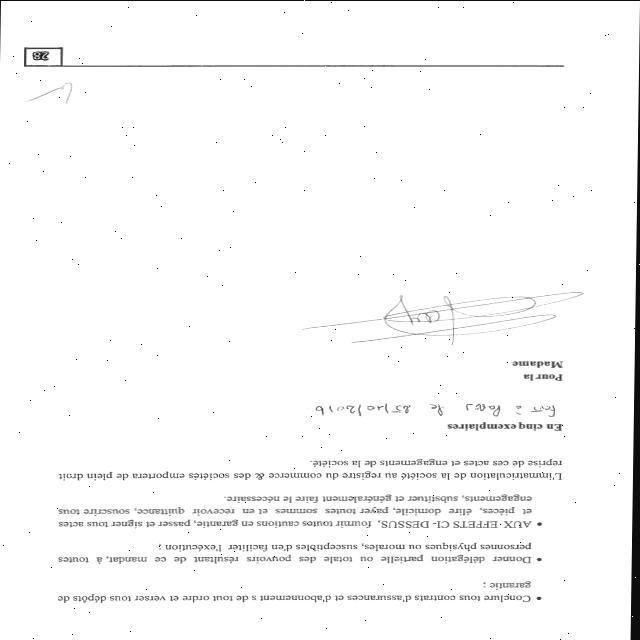 • Conclure tous contrats d'assurances et d'abonnement s de tout ordre et verser tous dépôts de
garantie ;
• Donner délégation partielle ou totale des pouvoirs résultant de ce mandat, à toutes
personnes physiques ou morales, susceptibles d'en faciliter l'exécution ;
• AUX-EFFETS CI- DESSUS, fournir toutes cautions en garantie, passer et signer tous actes
et pièces, élire domicile, payer toutes sommes et en recevoir quittance, souscrire tous
engagements, substituer et généralement faire le nécessaire.
L'immatriculation de la société au registre du commerce & des sociétés emportera de plein droit
reprise de ces actes et engagements de la société.
En cinq exemplaires
Fait à Paris le 25/10/2016
Pour la
Madame
28